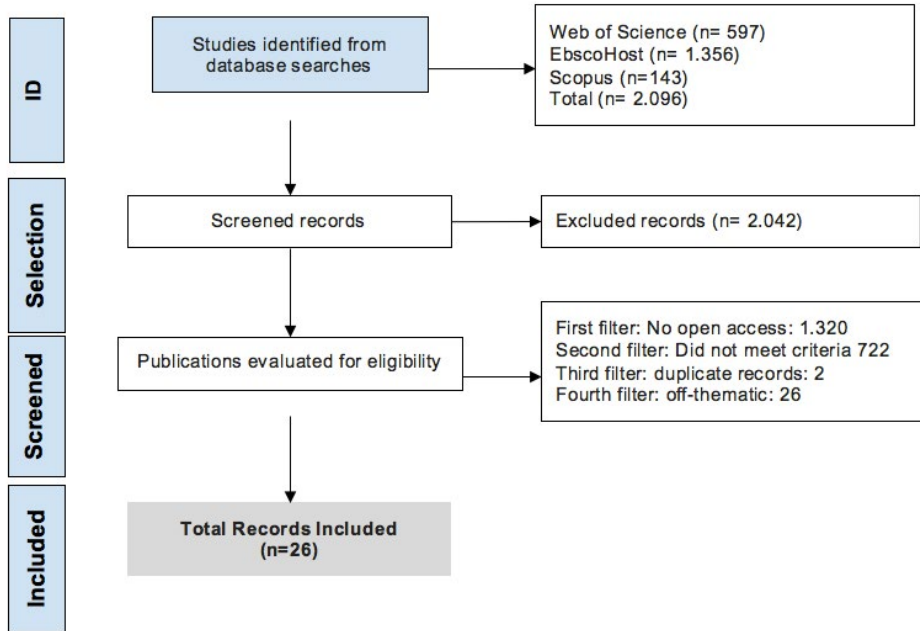 ID
Studies identified from
database searches
Web of Science (n= 597)
EbscoHost (n= 1.356)
Scopus (n=143)
Total (n= 2.096)
Selection
Screened records
Excluded records (n= 2.042)
Screened
Publications evaluated for eligibility
First filter: No open access: 1.320
Second filter: Did not meet criteria 722
Third filter: duplicate records: 2
Fourth filter: off-thematic: 26
Included
Total Records Included
(n=26)